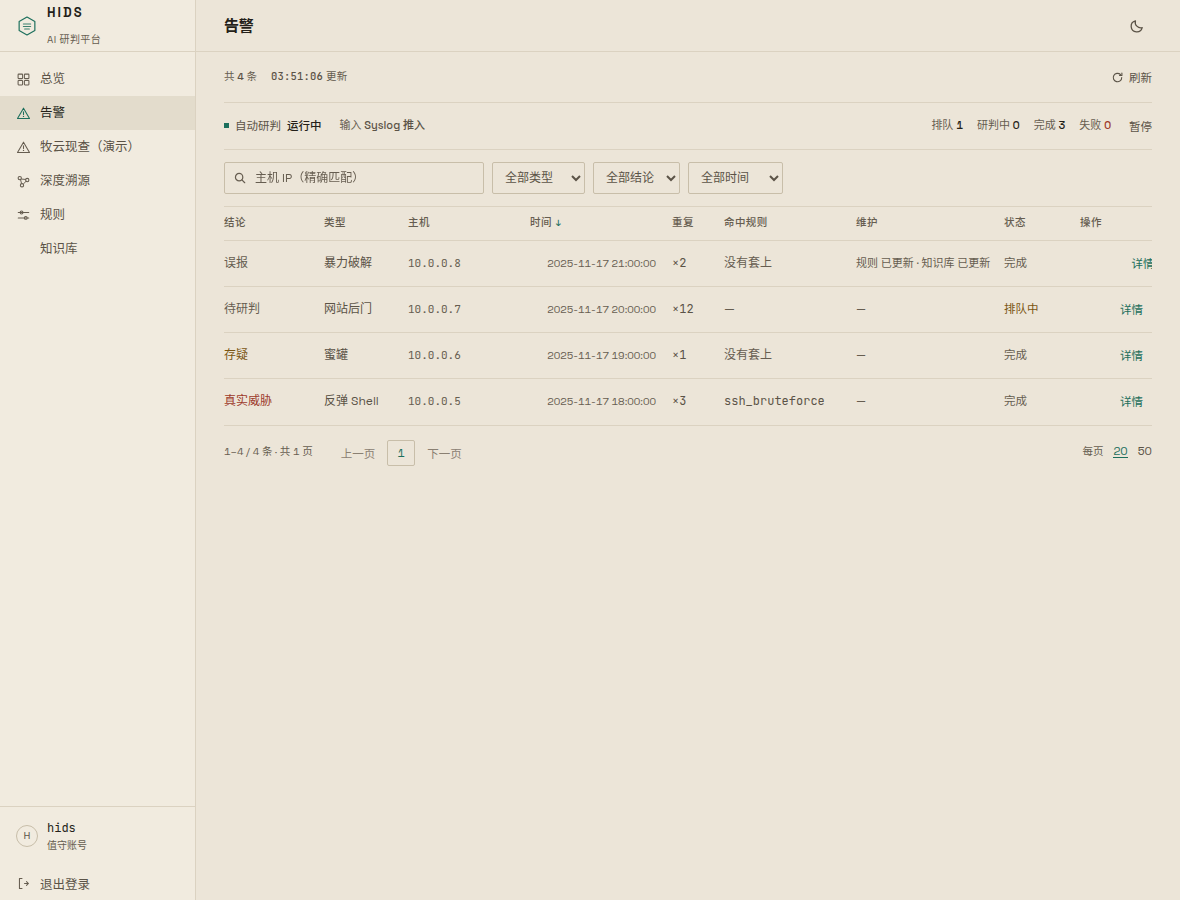 HIDS
AI 研判平台
总览
告警
牧云现查（演示）
深度溯源
规则
知识库
H
hids
值守账号
退出登录
告警
共 4 条 03:51:06 更新 刷新
自动研判 运行中 输入 Syslog 推入 排队 1 研判中 0 完成 3 失败 0 暂停
主机 IP（精确匹配） 全部类型 全部结论 全部时间
结论 类型 主机 时间 ↓ 重复 命中规则 维护 状态 操作
误报 暴力破解 10.0.0.8 2025-11-17 21:00:00 ×2 没有套上 规则 已更新 · 知识库 已更新 完成 详情
待研判 网站后门 10.0.0.7 2025-11-17 20:00:00 ×12 — — 排队中 详情
存疑 蜜罐 10.0.0.6 2025-11-17 19:00:00 ×1 没有套上 — 完成 详情
真实威胁 反弹 Shell 10.0.0.5 2025-11-17 18:00:00 ×3 ssh_bruteforce — 完成 详情
1–4 / 4 条 · 共 1 页 上一页 1 下一页 每页 20 50